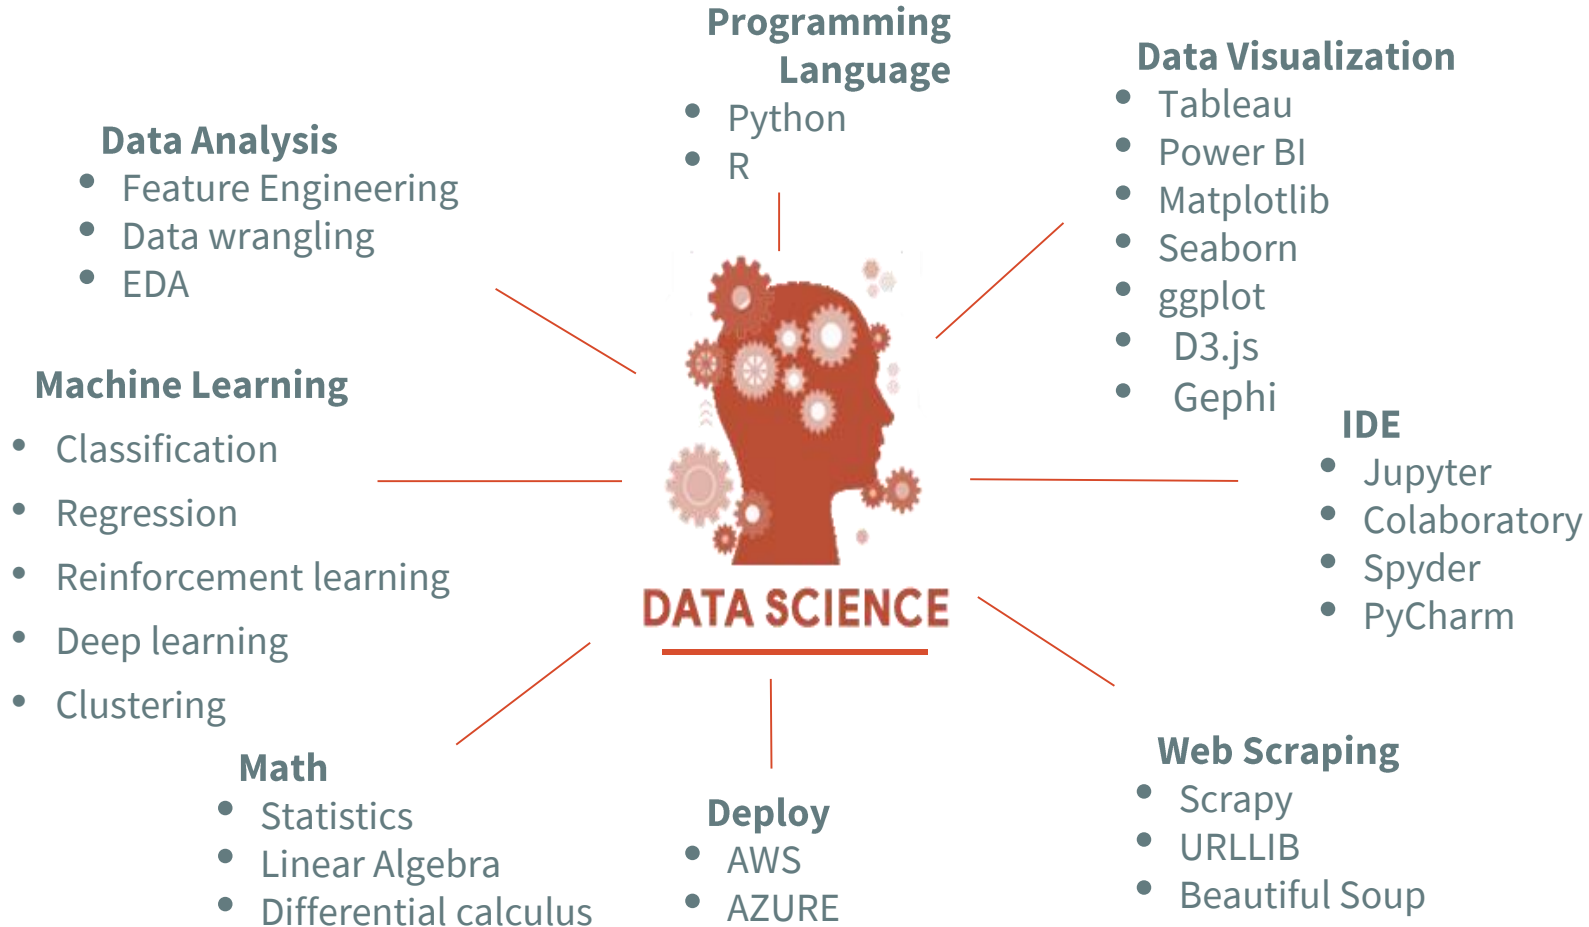 Programming
Language
• Python
• R
Data Visualization
• Tableau
• Power BI
• Matplotlib
• Seaborn
• ggplot
• D3.js
• Gephi
Data Analysis
• Feature Engineering
• Data wrangling
• EDA
Machine Learning
• Classification
• Regression
• Reinforcement learning
• Deep learning
• Clustering
IDE
• Jupyter
• Colaboratory
• Spyder
• PyCharm
DATA SCIENCE
Math
• Statistics
• Linear Algebra
• Differential calculus
Deploy
• AWS
• AZURE
Web Scraping
• Scrapy
• URLLIB
• Beautiful Soup